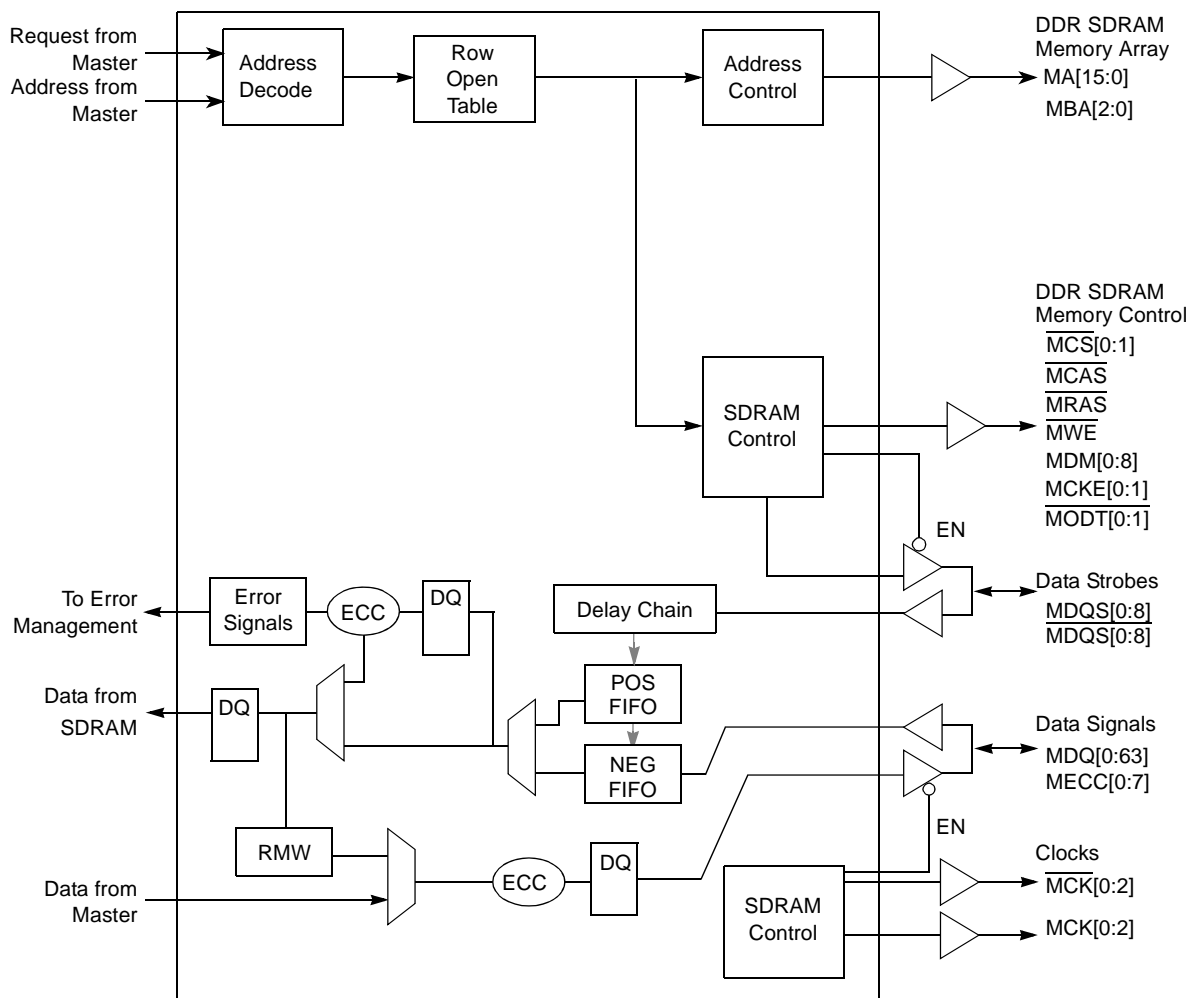 Request from
Master
Address from
Master
Address
Decode
Row
Open
Table
Address
Control
DDR SDRAM
Memory Array
MA[15:0]
MBA[2:0]
DDR SDRAM
Memory Control
MCS[0:1]
MCAS
MRAS
MWE
MDM[0:8]
MCKE[0:1]
MODT[0:1]
SDRAM
Control
EN
To Error
Management
Error
Signals
ECC
DQ
Delay Chain
Data Strobes
MDQS[0:8]
MDQS[0:8]
POS
FIFO
Data from
SDRAM
DQ
NEG
FIFO
Data Signals
MDQ[0:63]
MECC[0:7]
EN
RMW
Data from
Master
ECC
DQ
SDRAM
Control
Clocks
MCK[0:2]
MCK[0:2]